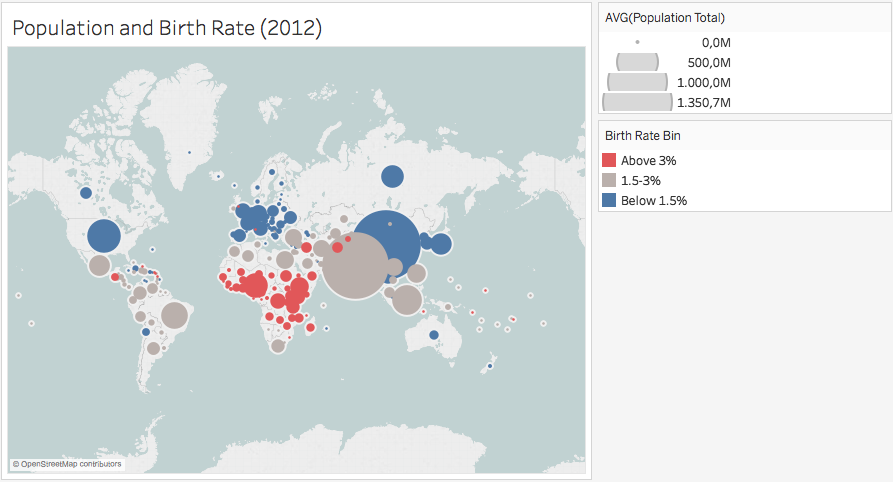 Population and Birth Rate (2012)
© OpenStreetMap contributors
AVG(Population Total)
0,0M
500,0M
1.000,0M
1.350,7M
Birth Rate Bin
Above 3%
1.5-3%
Below 1.5%